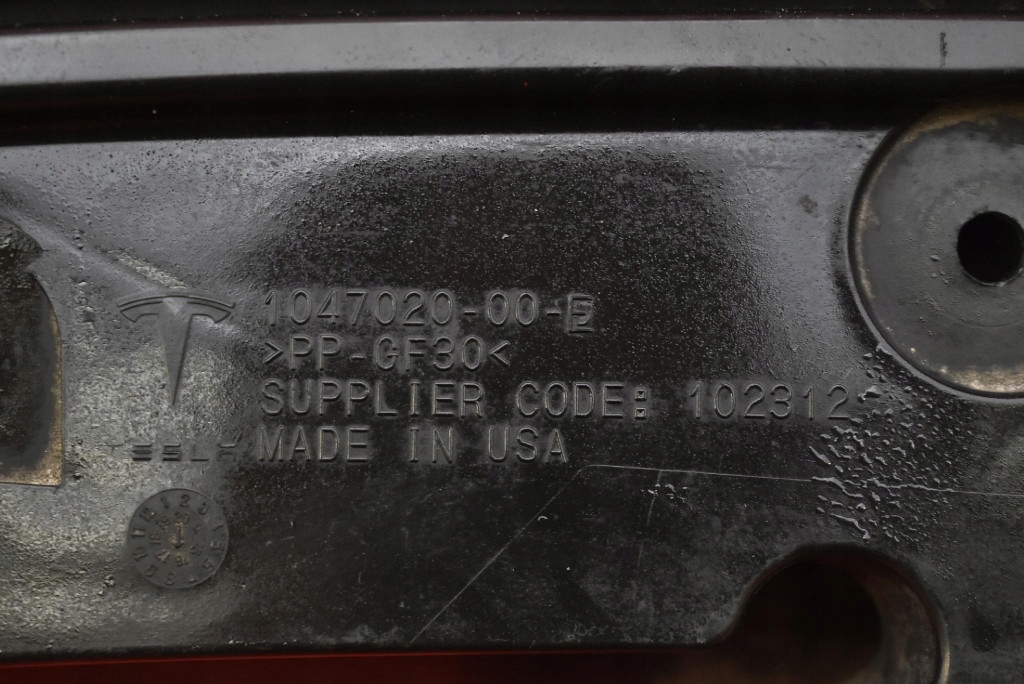 1047020-00-E
>PP-GF30<
SUPPLIER CODE: 102312
TESLA MADE IN USA